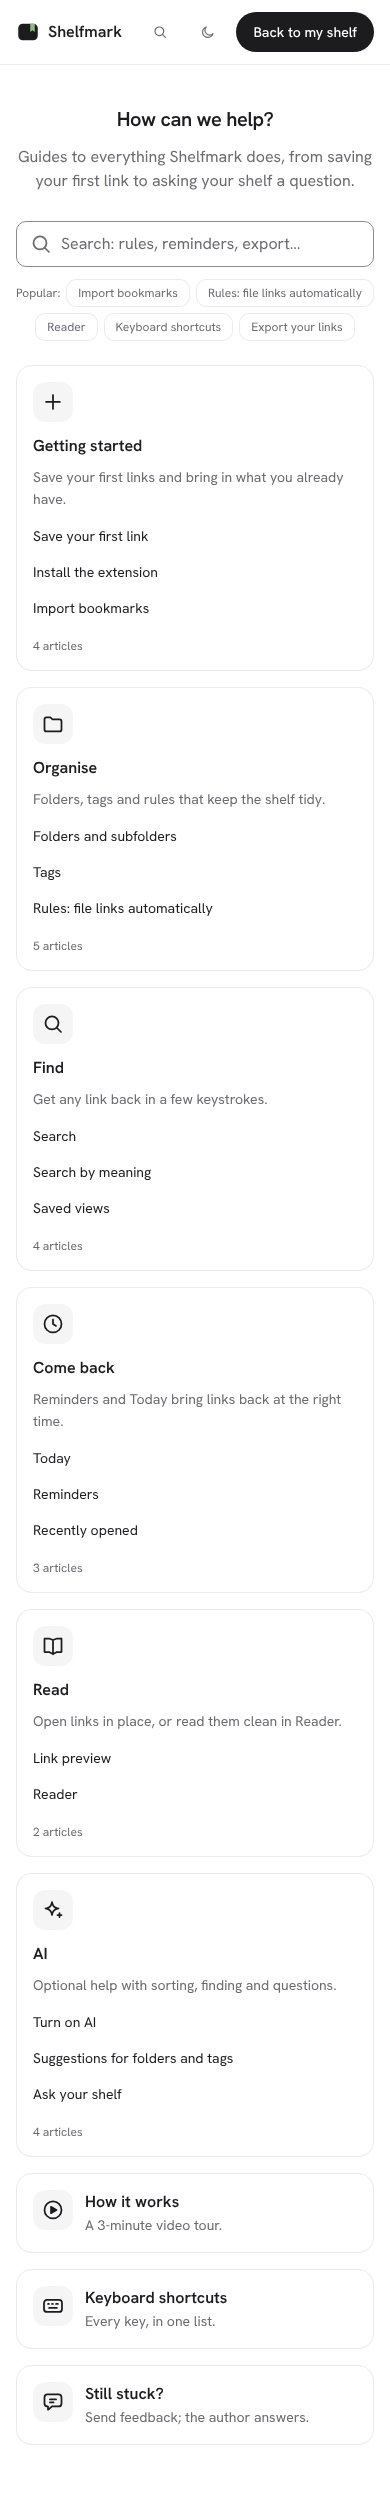 Shelfmark
Back to my shelf
How can we help?
Guides to everything Shelfmark does, from saving
your first link to asking your shelf a question.
Search: rules, reminders, export...
Popular: Import bookmarks Rules: file links automatically
Reader Keyboard shortcuts Export your links
Getting started
Save your first links and bring in what you already
have.
Save your first link
Install the extension
Import bookmarks
4 articles
Organise
Folders, tags and rules that keep the shelf tidy.
Folders and subfolders
Tags
Rules: file links automatically
5 articles
Find
Get any link back in a few keystrokes.
Search
Search by meaning
Saved views
4 articles
Come back
Reminders and Today bring links back at the right
time.
Today
Reminders
Recently opened
3 articles
Read
Open links in place, or read them clean in Reader.
Link preview
Reader
2 articles
AI
Optional help with sorting, finding and questions.
Turn on AI
Suggestions for folders and tags
Ask your shelf
4 articles
How it works
A 3-minute video tour.
Keyboard shortcuts
Every key, in one list.
Still stuck?
Send feedback; the author answers.